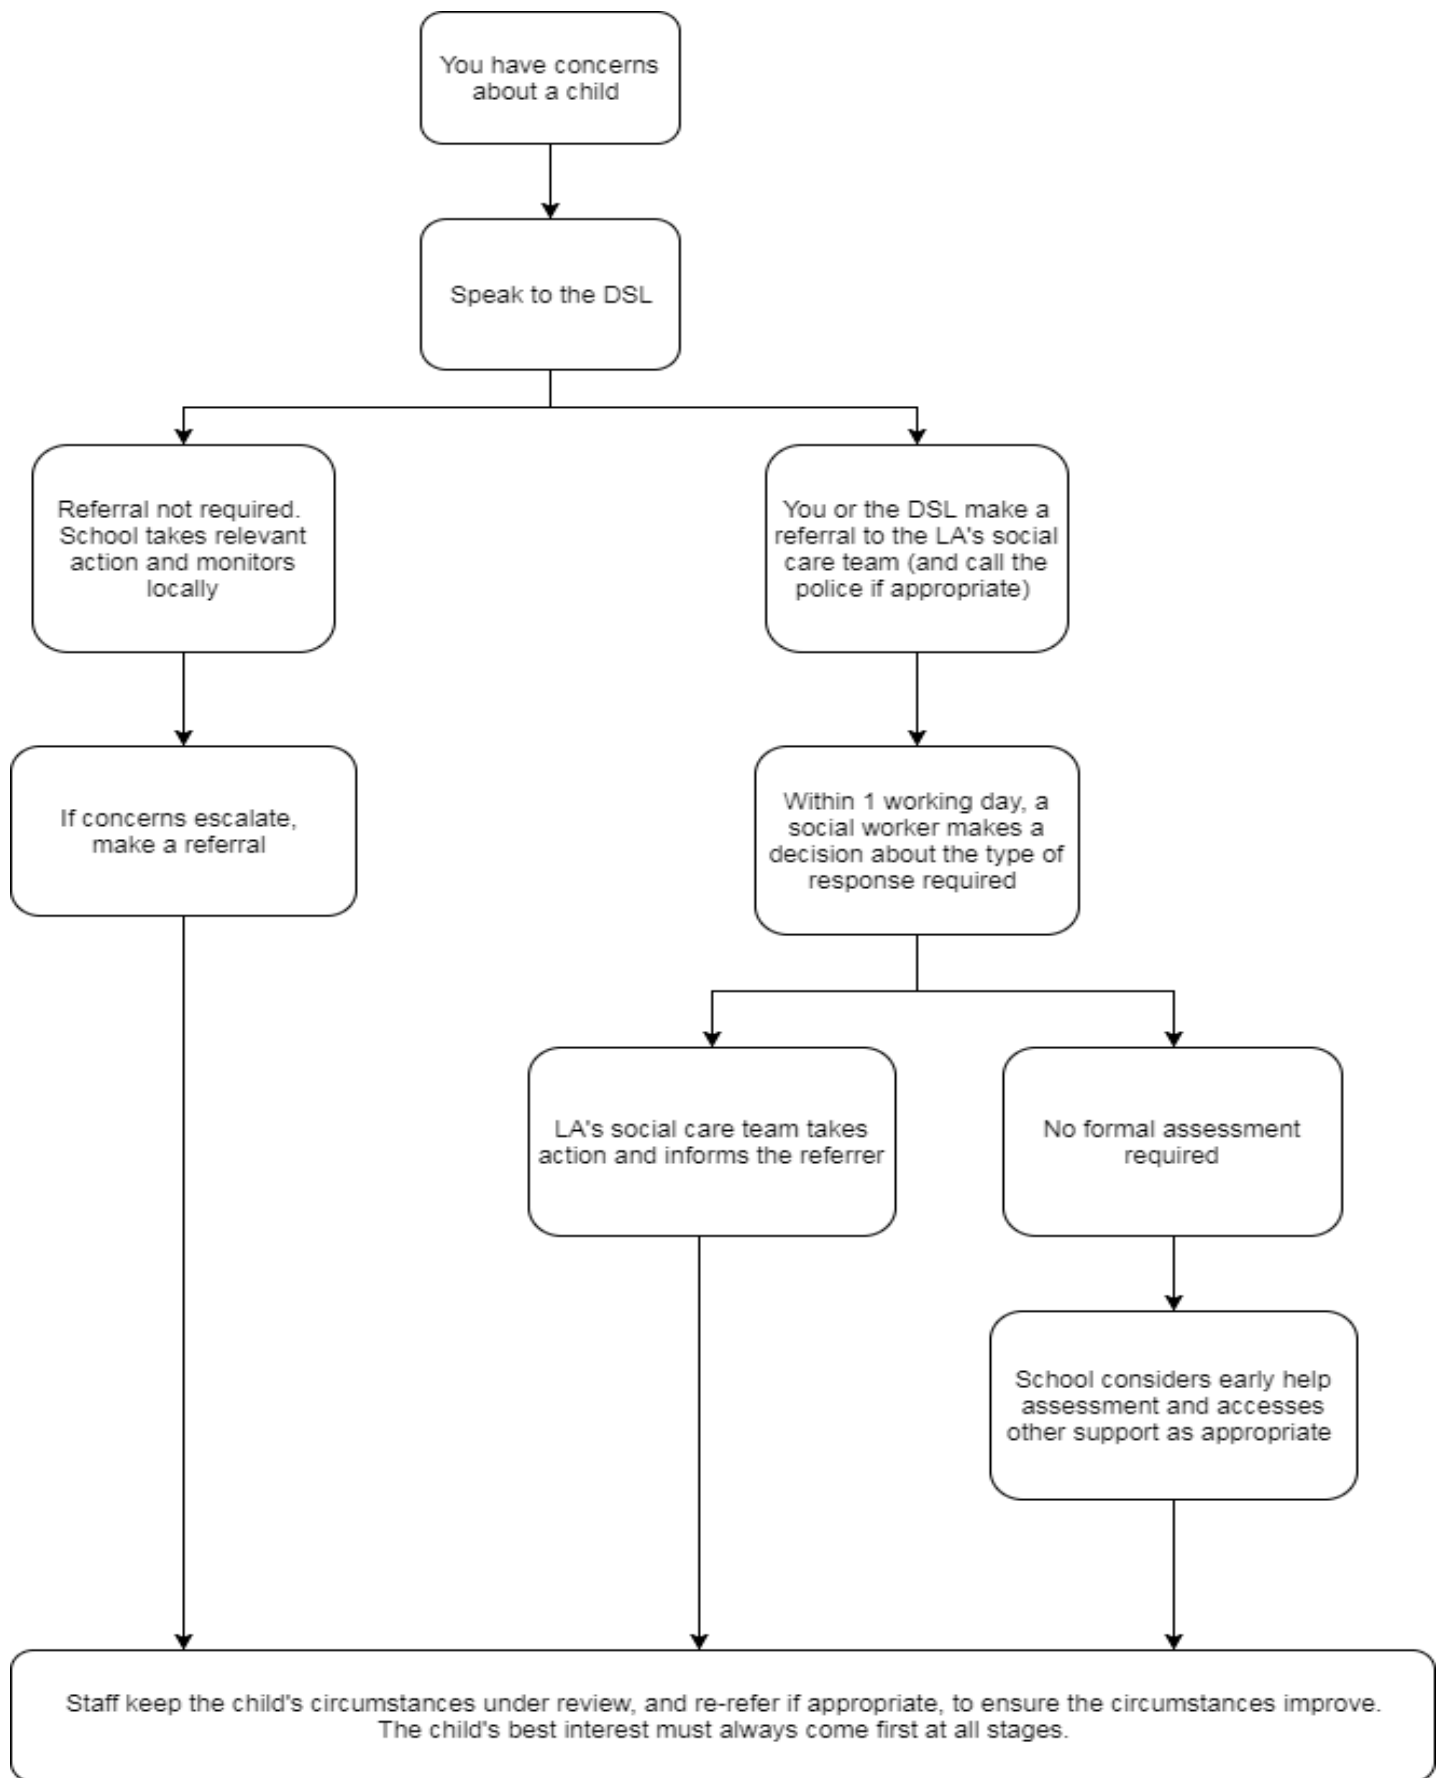 You have concerns
about a child
Speak to the DSL
Referral not required.
School takes relevant
action and monitors
locally
You or the DSL make a
referral to the LA's social
care team (and call the
police if appropriate)
If concerns escalate,
make a referral
Within 1 working day, a
social worker makes a
decision about the type of
response required
LA's social care team takes
action and informs the referrer
No formal assessment
required
School considers early help
assessment and accesses
other support as appropriate
Staff keep the child's circumstances under review, and re-refer if appropriate, to ensure the circumstances improve.
The child's best interest must always come first at all stages.